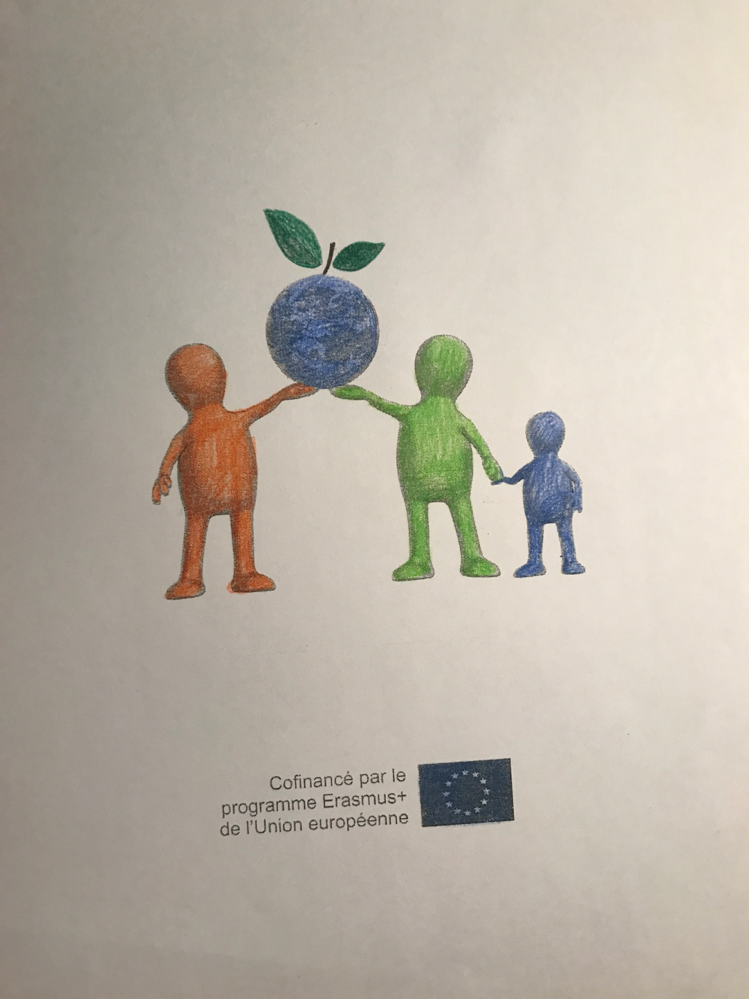 Cofinancé par le
programme Erasmus+
de l'Union européenne